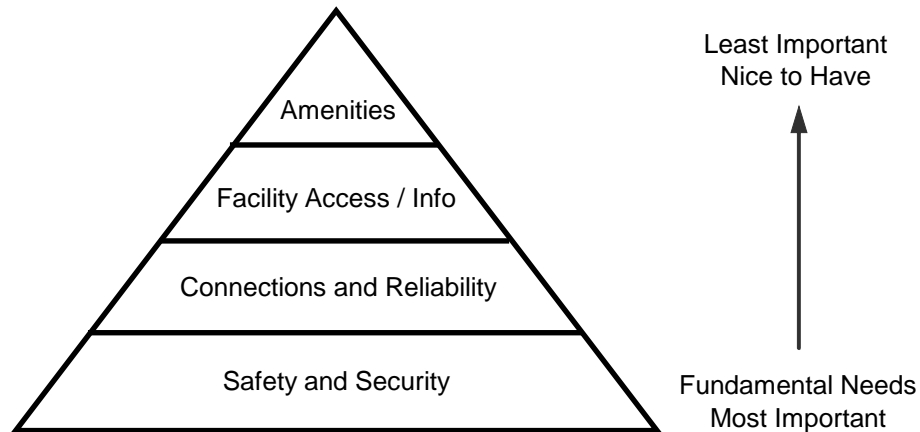 Least Important
Nice to Have
Amenities
Facility Access / Info
Connections and Reliability
Safety and Security
Fundamental Needs
Most Important